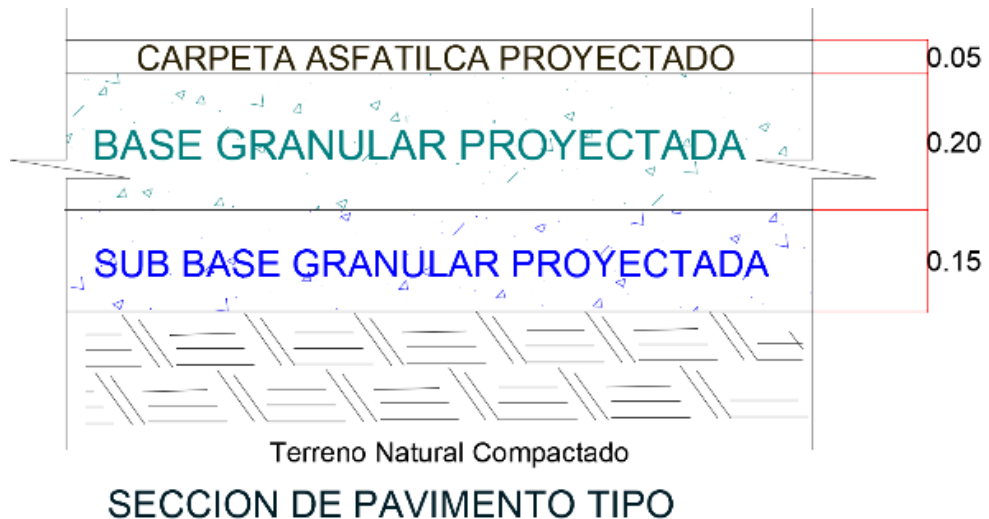 CARPETA ASFATILCA PROYECTADO
0.05
BASE GRANULAR PROYECTADA
0.20
SUB BASE GRANULAR PROYECTADA
0.15
Terreno Natural Compactado
SECCION DE PAVIMENTO TIPO